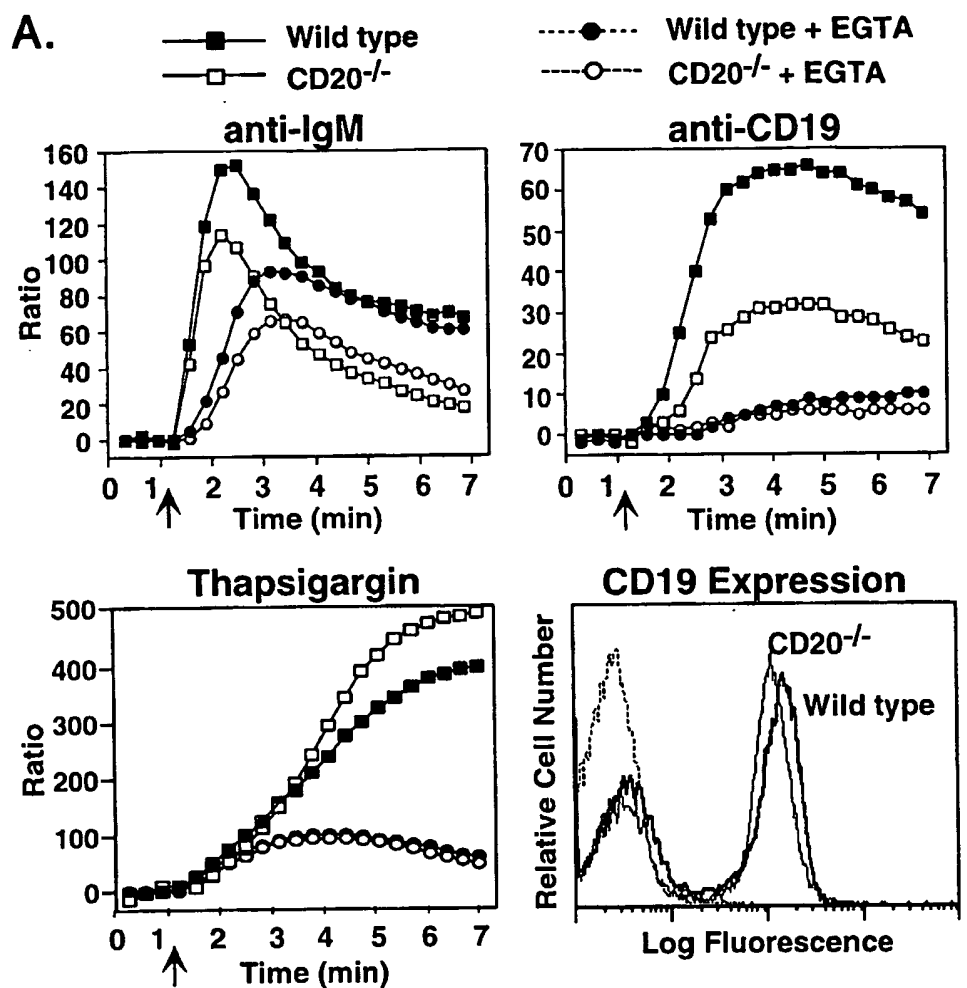 A.
Wild type
CD20-/-
Wild type + EGTA
CD20-/- + EGTA
anti-IgM
Ratio
160
140
120
100
80
60
40
20
0
0 1 2 3 4 5 6 7
Time (min)
anti-CD19
70
60
50
40
30
20
10
0
0 1 2 3 4 5 6 7
Time (min)
Thapsigargin
Ratio
500
400
300
200
100
0
0 1 2 3 4 5 6 7
Time (min)
CD19 Expression
Relative Cell Number
CD20-/-
Wild type
Log Fluorescence